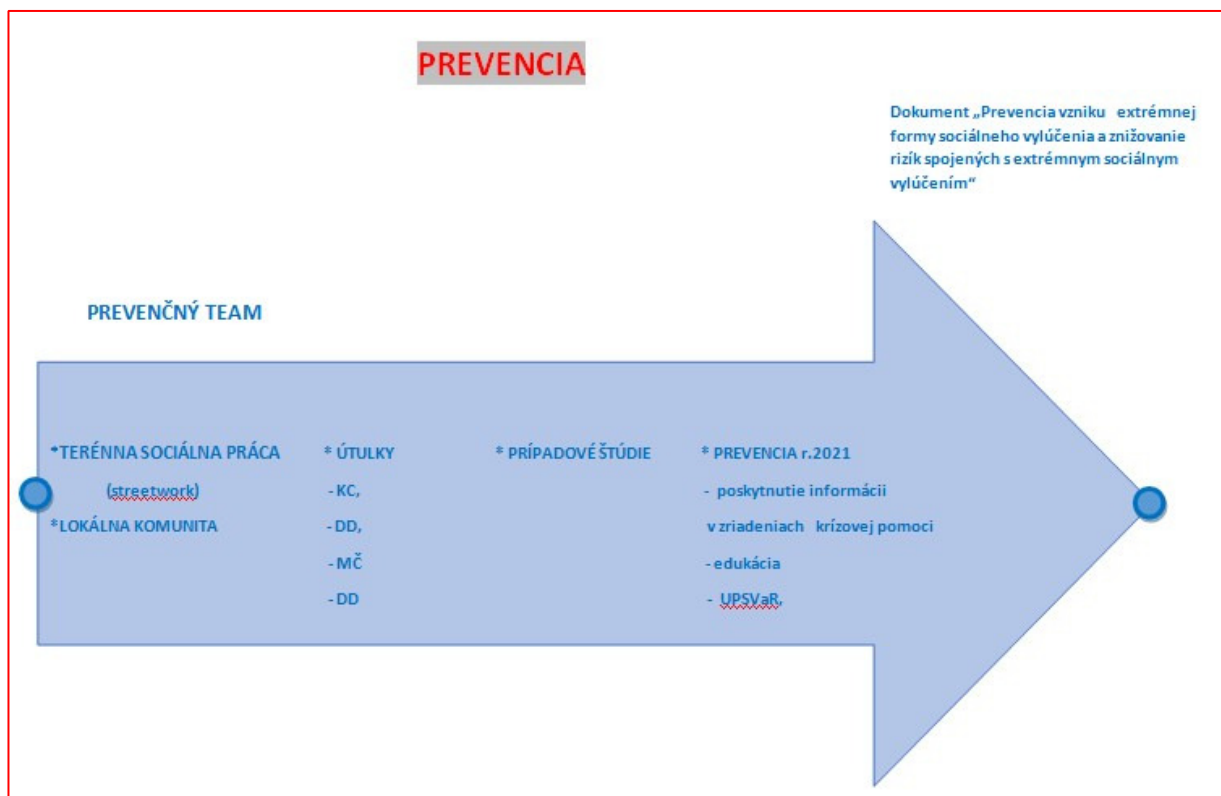 PREVENCIA
Dokument „Prevencia vzniku extrémnej
formy sociálneho vylúčenia a znižovanie
rizík spojených s extrémnym sociálnym
vylúčením“
PREVENČNÝ TEAM
*TERÉNNA SOCIÁLNA PRÁCA
(streetwork)
*LOKÁLNA KOMUNITA
* ÚTULKY
- KC,
- DD,
- MČ
- DD
* PRÍPADOVÉ ŠTÚDIE
* PREVENCIA r.2021
- poskytnutie informácii
v zriadeniach krízovej pomoci
- edukácia
- UPSVaR,